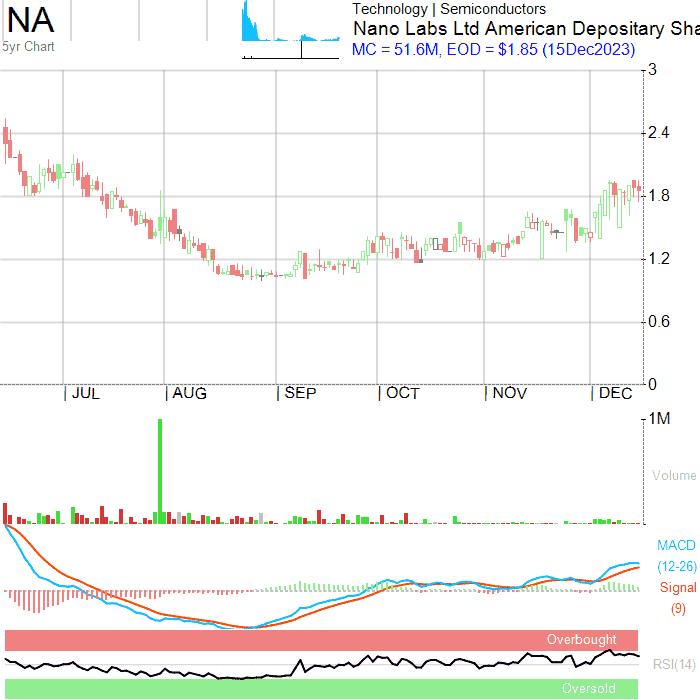 NA
5yr Chart
Technology | Semiconductors
Nano Labs Ltd American Depositary Sha
MC = 51.6M, EOD = $1.85 (15Dec2023)
3
2.4
1.8
1.2
0.6
0
JUL AUG SEP OCT NOV DEC
1M
Volume
MACD
(12-26)
Signal
(9)
Overbought
RSI(14)
Oversold